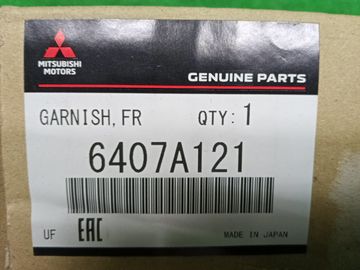 MITSUBISHI
MOTORS
GENUINE PARTS
GARNISH, FR QTY: 1
6407A121
UF EAC MADE IN JAPAN